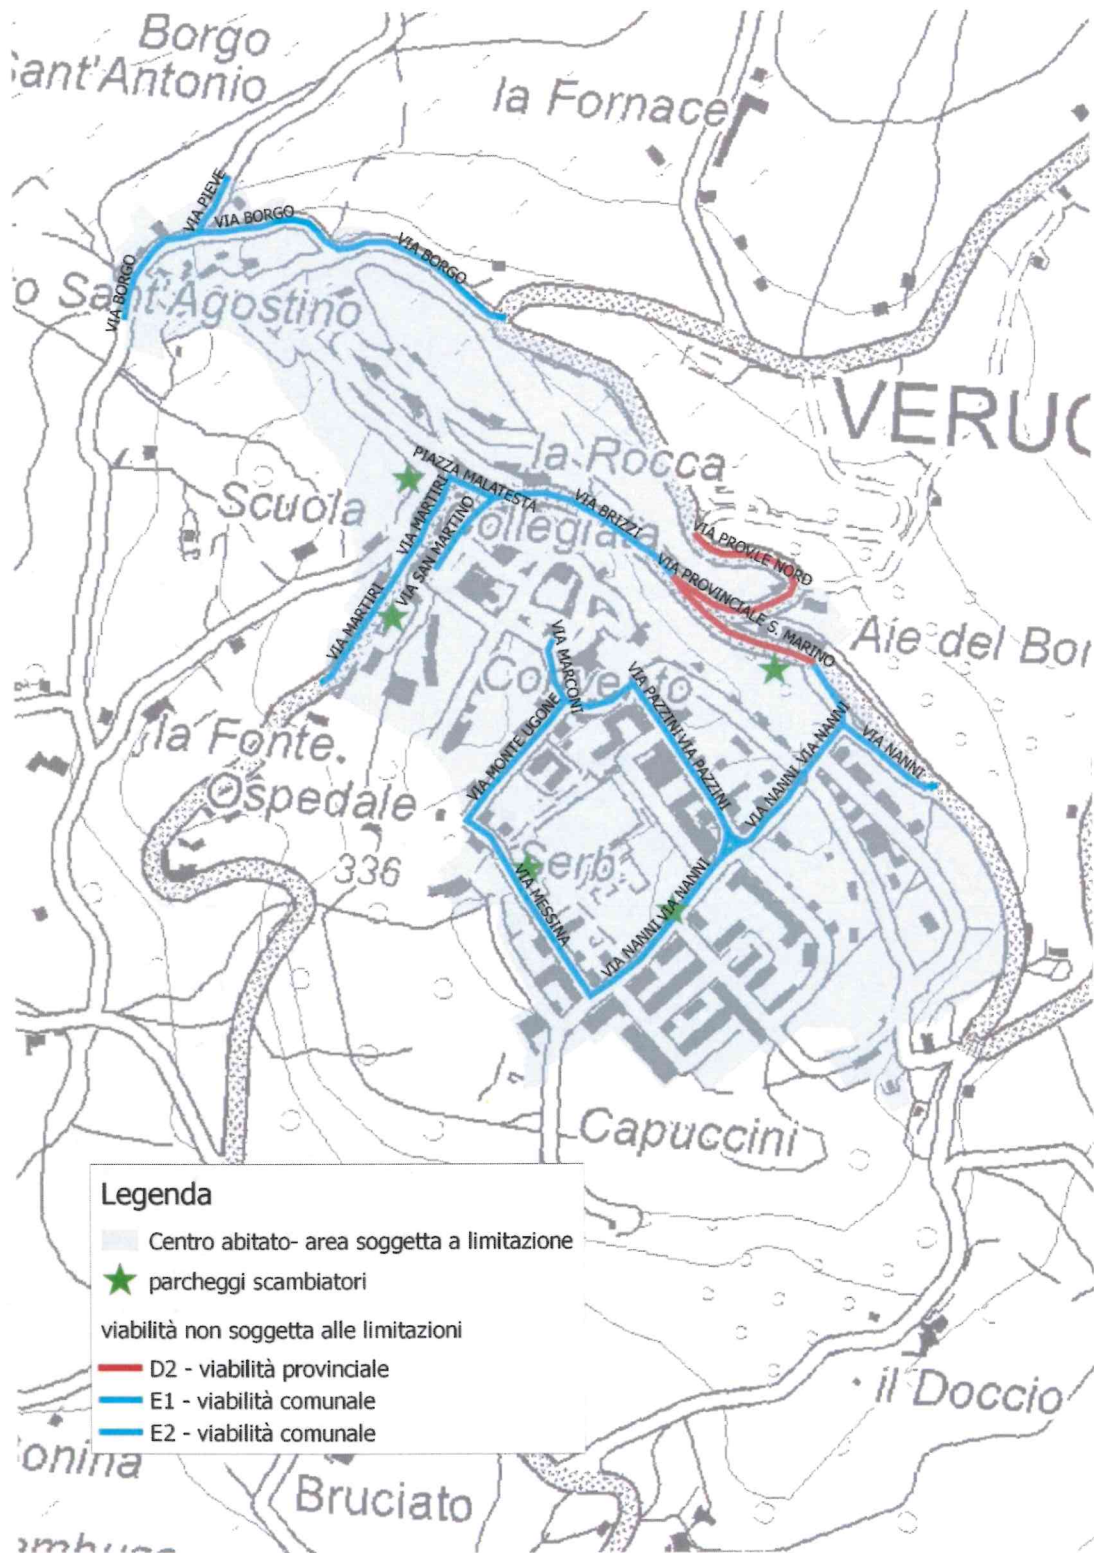 Borgo
Sant'Antonio
la Fornace
VIA PIEVE
VIA BORGO
VIA BORGO
VIA BORGO
o Sant'Agostino
VERUC
la Rocca
PIAZZA MALATESTA
Scuola
VIA MARTIRI
VIA SAN MARTINO
ollegiata
VIA BRIZZI
VIA PROV.LE NORD
VIA PROVINCIALE S. MARINO
VIA MARTIRI
Aie del Bor
VIA MARCONI
Convento
VIA PAZZINI VIA PAZZINI
VIA MONTE UGONE
VIA NANNI VIA NANNI
VIA NANNI
la Fonte.
Ospedale
336
Serb.
VIA MESSINA
VIA NANNI VIA NANNI
Capuccini
Legenda
Centro abitato- area soggetta a limitazione
parcheggi scambiatori
viabilità non soggetta alle limitazioni
D2 - viabilità provinciale
E1 - viabilità comunale
E2 - viabilità comunale
il Doccio
onina
Bruciato